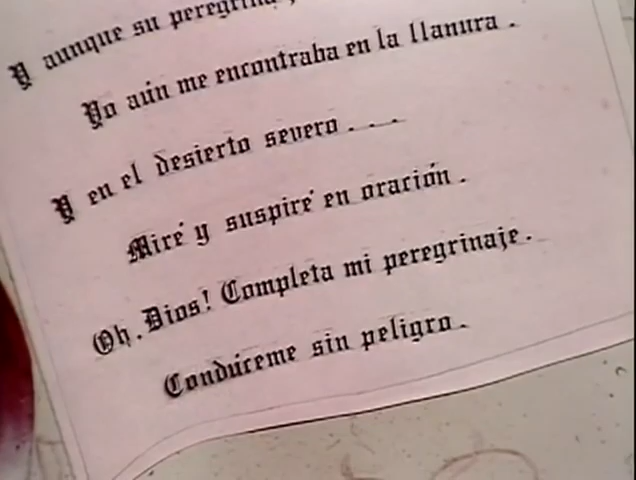 Y aunque su
Yo aún me encontraba en la llanura .
Y en el desierto severo . . .
Miré y suspiré en oración .
Oh. Dios! Completa mi peregrinaje .
Condúceme sin peligro .